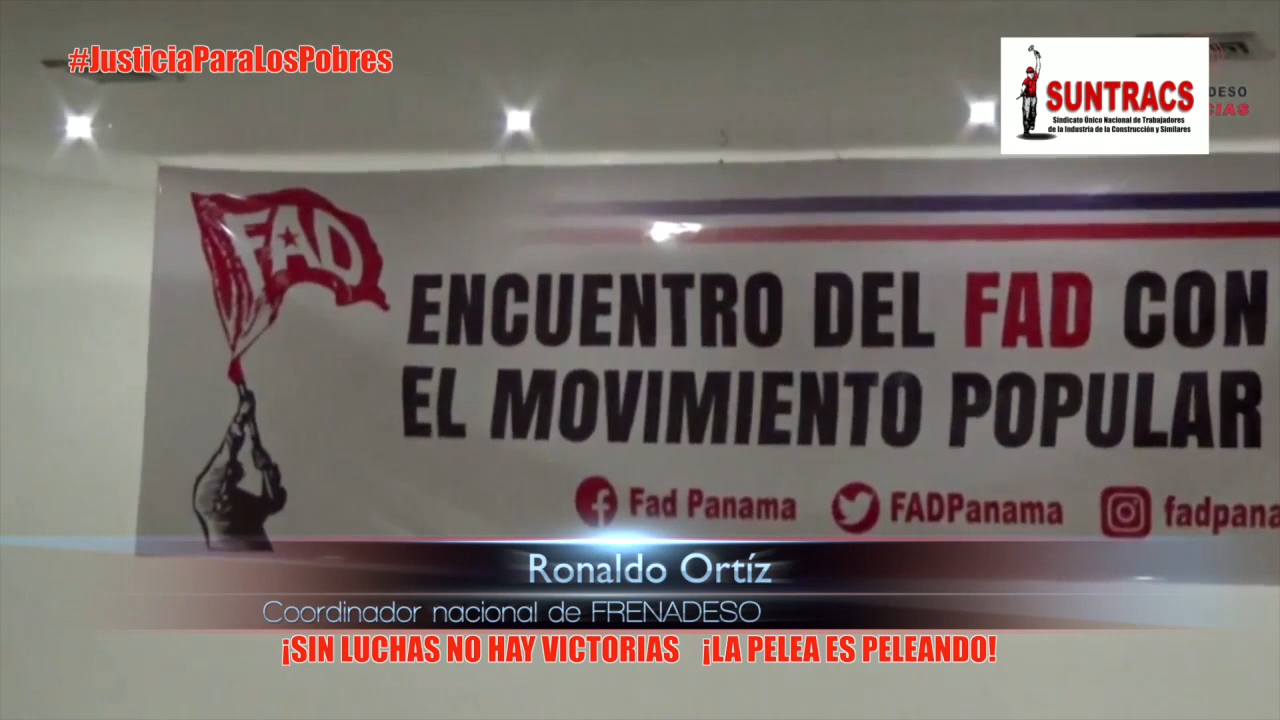 #JusticiaParaLosPobres
SUNTRACS
Sindicato Único Nacional de Trabajadores
de la Industria de la Construcción y Similares
DESO
CIAS
FAD
ENCUENTRO DEL FAD CON
EL MOVIMIENTO POPULAR
Fad Panama FADPanama fadpana
Ronaldo Ortíz
Coordinador nacional de FRENADESO
¡SIN LUCHAS NO HAY VICTORIAS ¡LA PELEA ES PELEANDO!